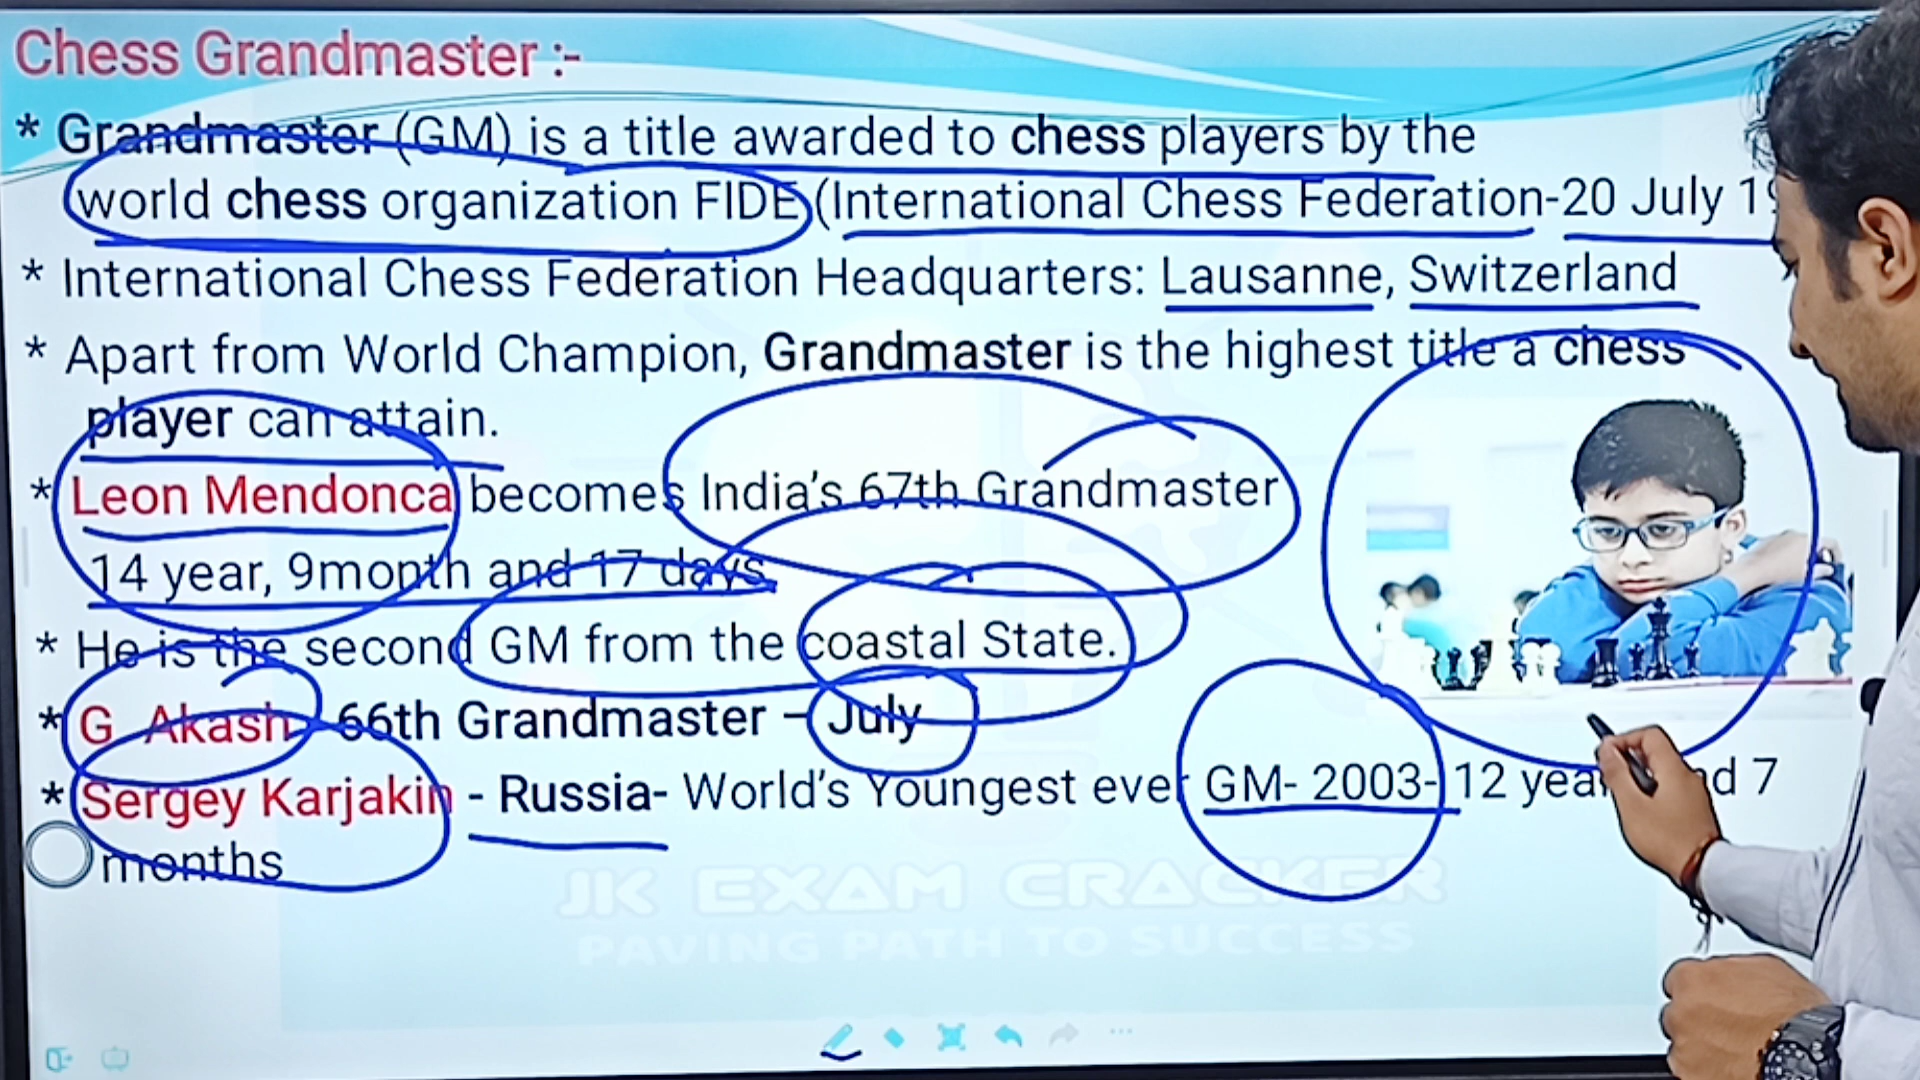 Chess Grandmaster :-
* Grandmaster (GM) is a title awarded to chess players by the
world chess organization FIDE (International Chess Federation-20 July
* International Chess Federation Headquarters: Lausanne, Switzerland
* Apart from World Champion, Grandmaster is the highest title a chess
player can attain.
* Leon Mendonca becomes India's 67th Grandmaster
14 year, 9month and 17 days.
* He is the second GM from the coastal State.
* G Akash - 66th Grandmaster – July
* Sergey Karjakin - Russia- World's Youngest ever GM- 2003- 12 7
months
JK EXAM CRACKER
PAVING PATH TO SUCCESS